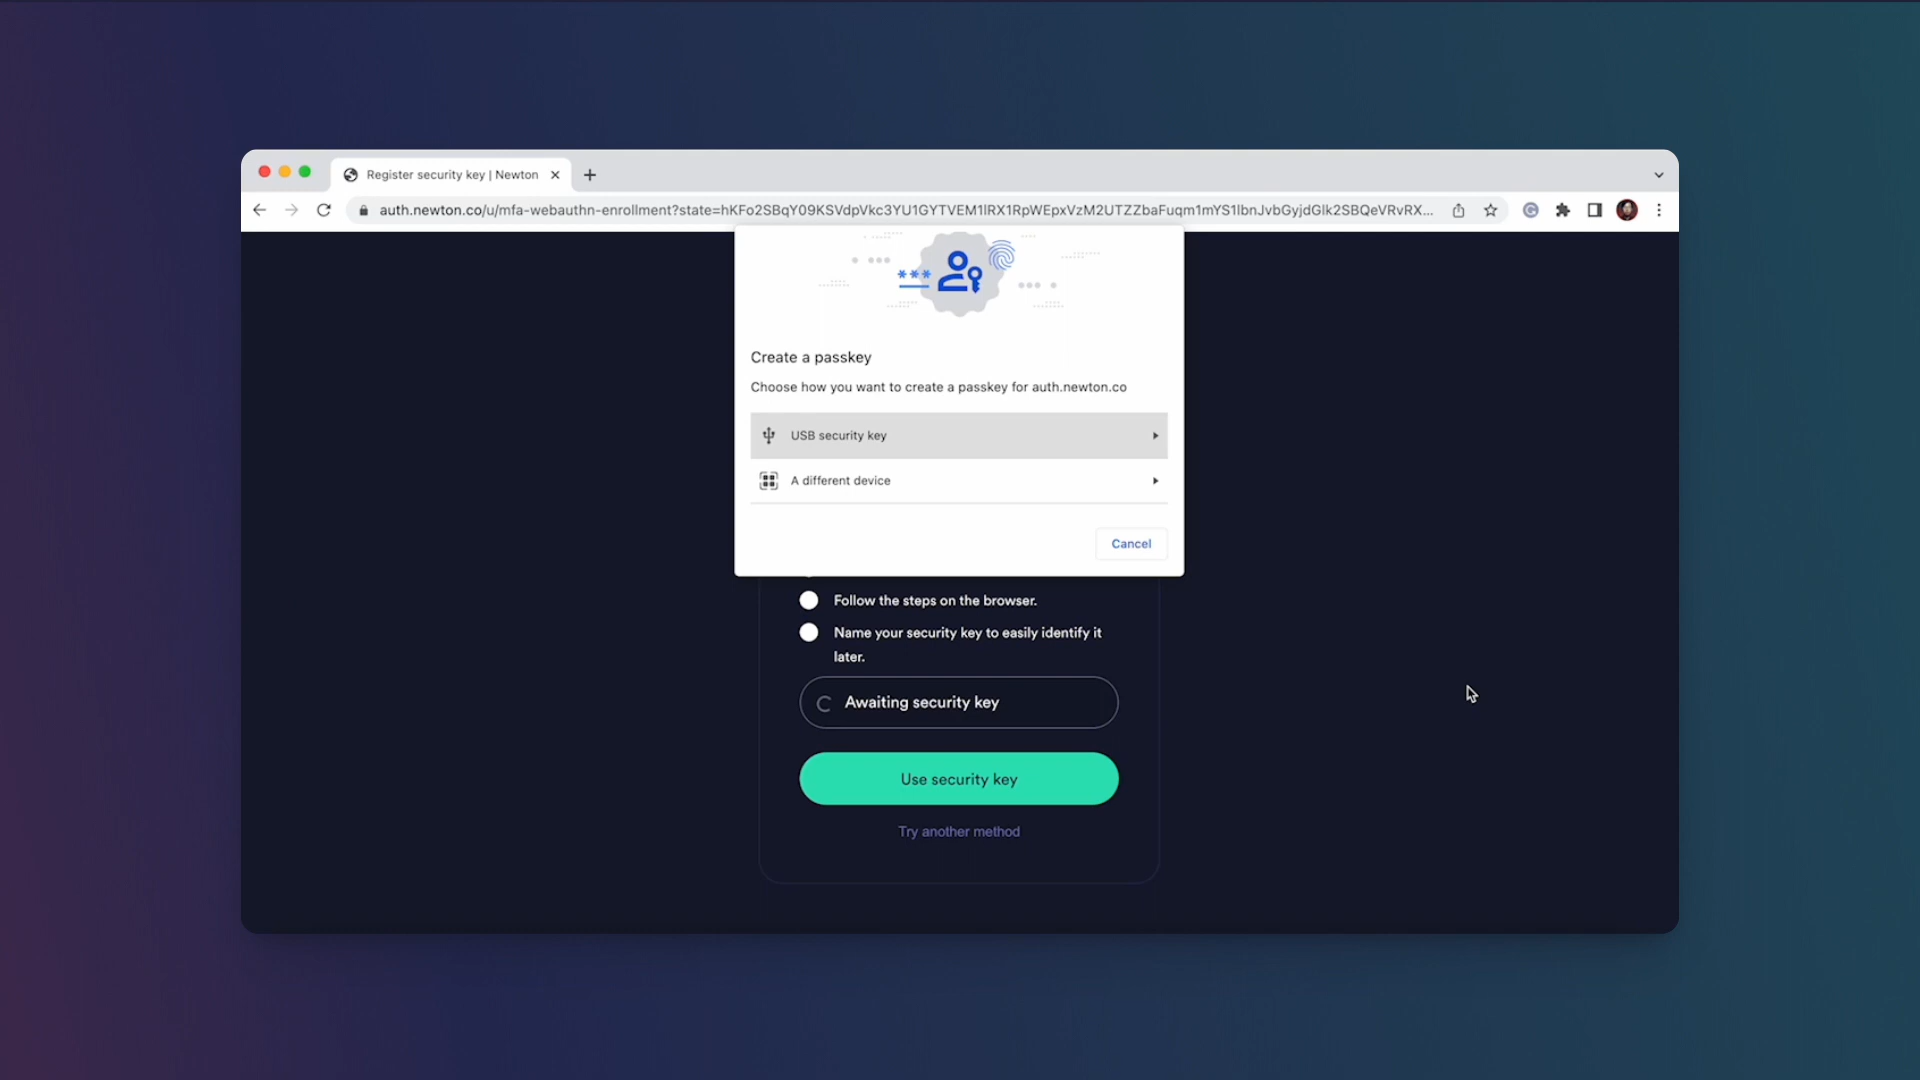 Register security key | Newton
auth.newton.co/u/mfa-webauthn-enrollment?state=hKFo2SBqY09KSVdpVkc3YU1GYTVEM1lRX1RpWEpxVzM2UTZZbaFuqm1mYS1lbnJvbGyjdGlk2SBQeVRvRX...
***
Create a passkey
Choose how you want to create a passkey for auth.newton.co
USB security key
A different device
Cancel
Follow the steps on the browser.
Name your security key to easily identify it
later.
Awaiting security key
Use security key
Try another method